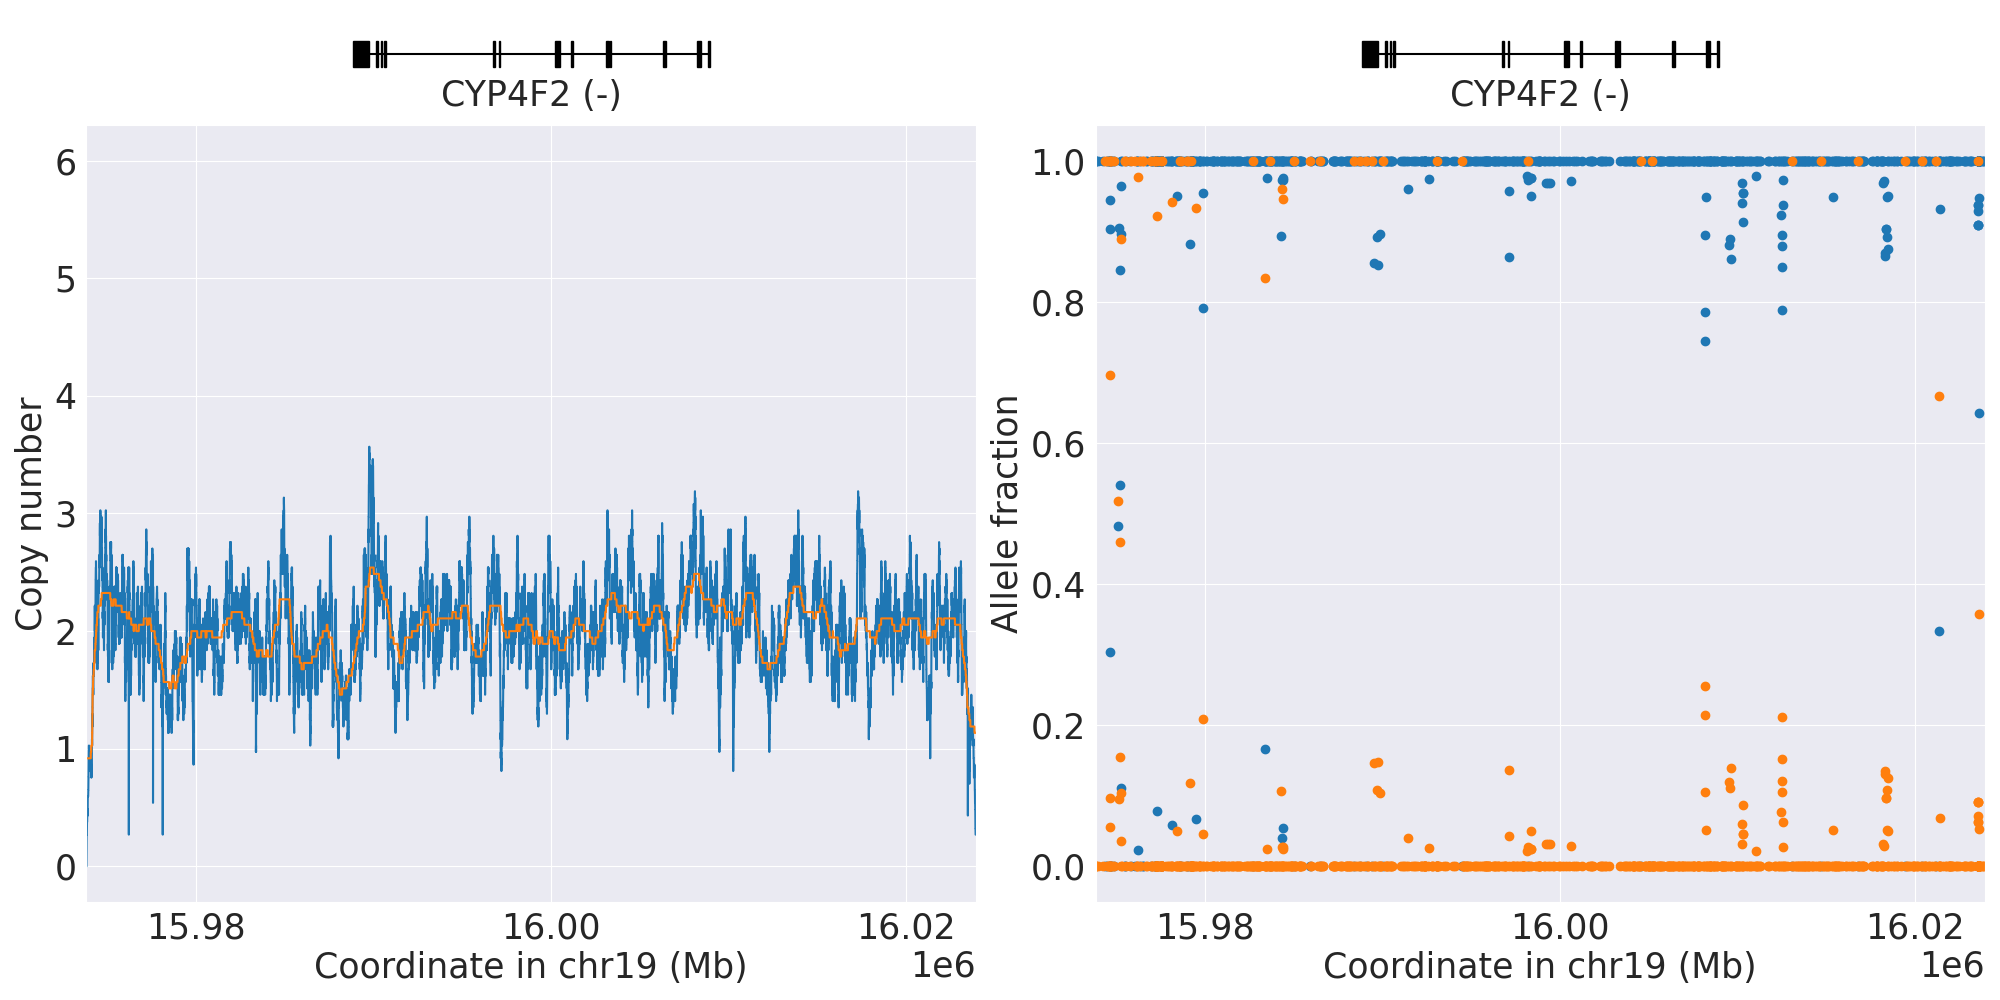 CYP4F2 (-)
6
5
4
3
2
1
0
Copy number
15.98
16.00
16.02
Coordinate in chr19 (Mb)
1e6
CYP4F2 (-)
1.0
0.8
0.6
0.4
0.2
0.0
Allele fraction
15.98
16.00
16.02
Coordinate in chr19 (Mb)
1e6